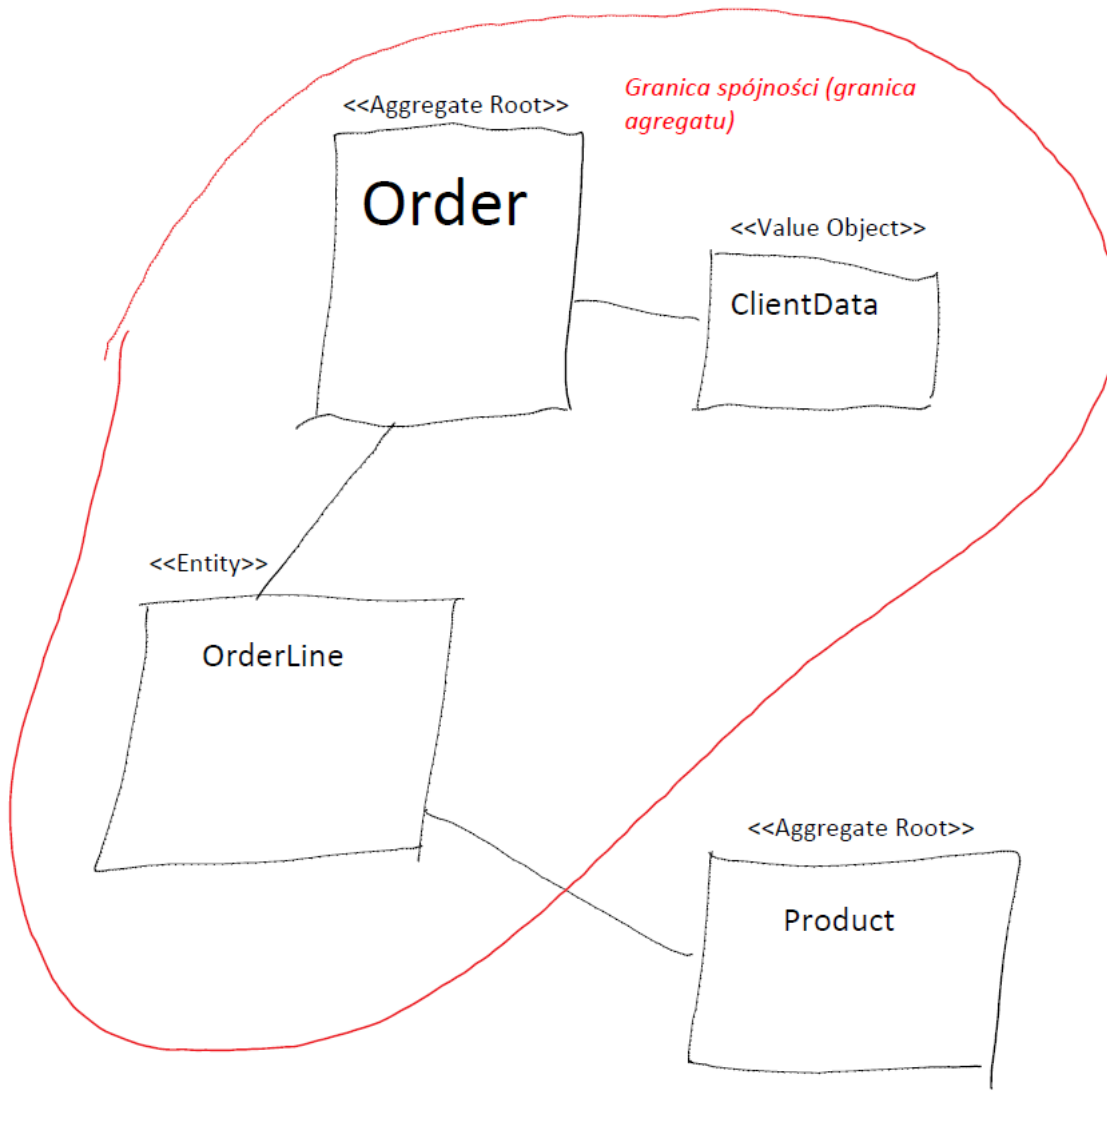 <<Aggregate Root>>
Order
Granica spójności (granica
agregatu)
<<Value Object>>
ClientData
<<Entity>>
OrderLine
<<Aggregate Root>>
Product